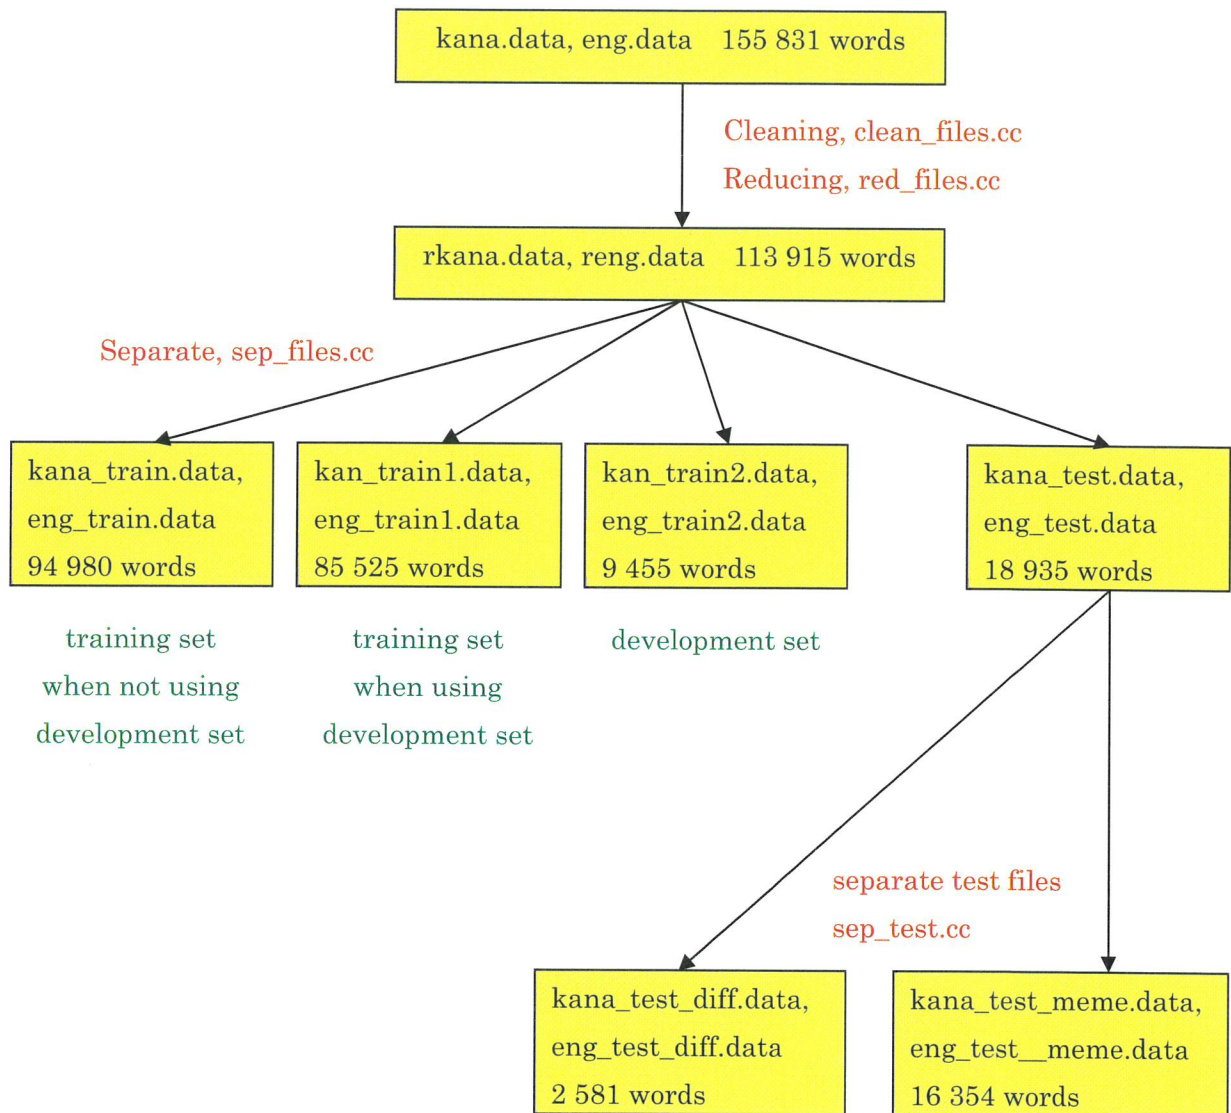 kana.data, eng.data 155 831 words
Cleaning, clean_files.cc
Reducing, red_files.cc
rkana.data, reng.data 113 915 words
Separate, sep_files.cc
kana_train.data,
eng_train.data
94 980 words
kan_train1.data,
eng_train1.data
85 525 words
kan_train2.data,
eng_train2.data
9 455 words
kana_test.data,
eng_test.data
18 935 words
training set
when not using
development set
training set
when using
development set
development set
separate test files
sep_test.cc
kana_test_diff.data,
eng_test_diff.data
2 581 words
kana_test_meme.data,
eng_test__meme.data
16 354 words